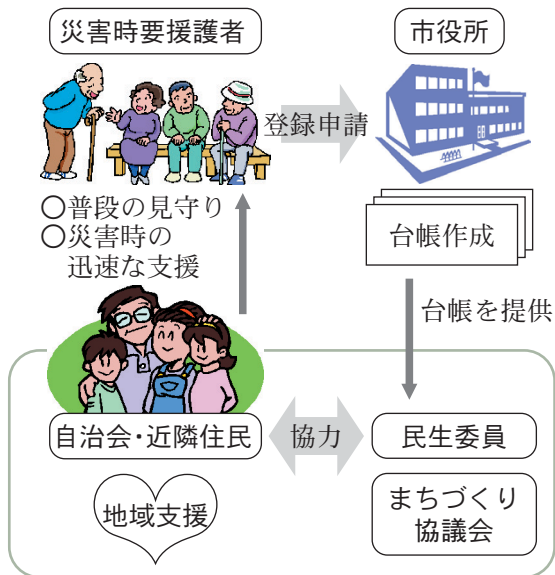 災害時要援護者
市役所
登録申請
○普段の見守り
○災害時の
迅速な支援
台帳作成
台帳を提供
自治会・近隣住民
協力
民生委員
地域支援
まちづくり
協議会